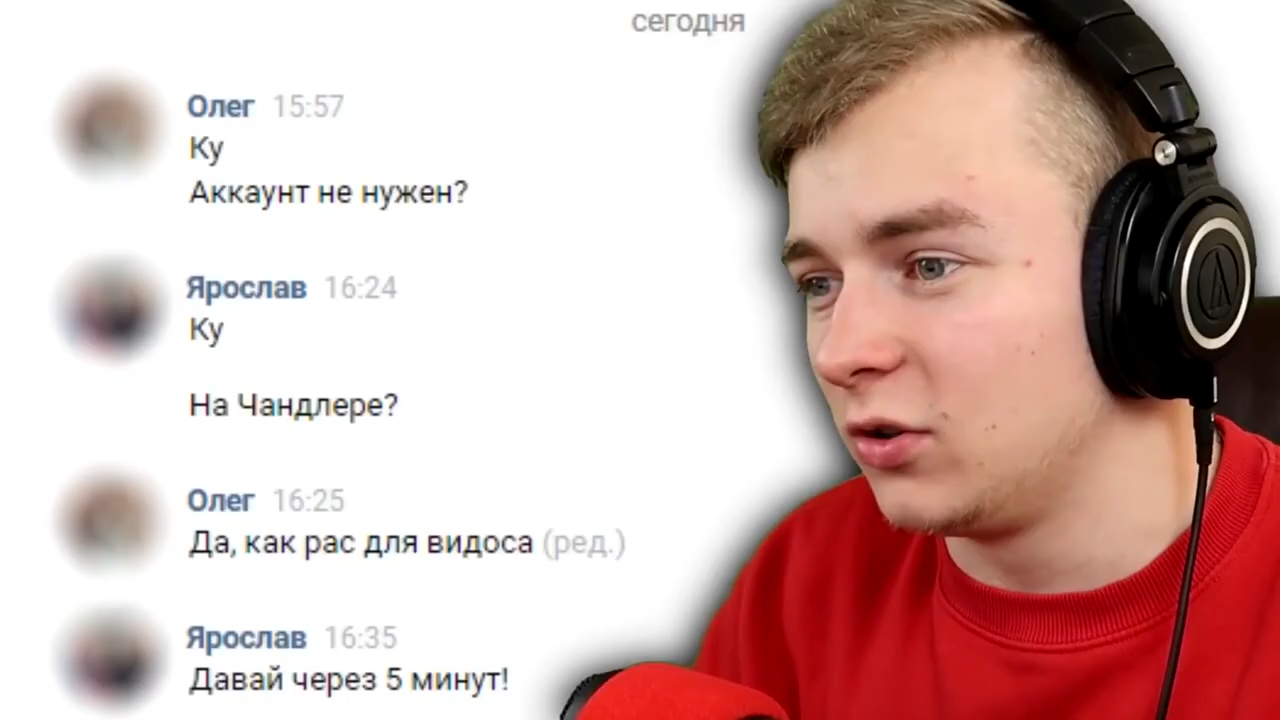 сегодня
Олег 15:57
Ку
Аккаунт не нужен?
Ярослав 16:24
Ку
На Чандлере?
Олег 16:25
Да, как рас для видоса (ред.)
Ярослав 16:35
Давай через 5 минут!